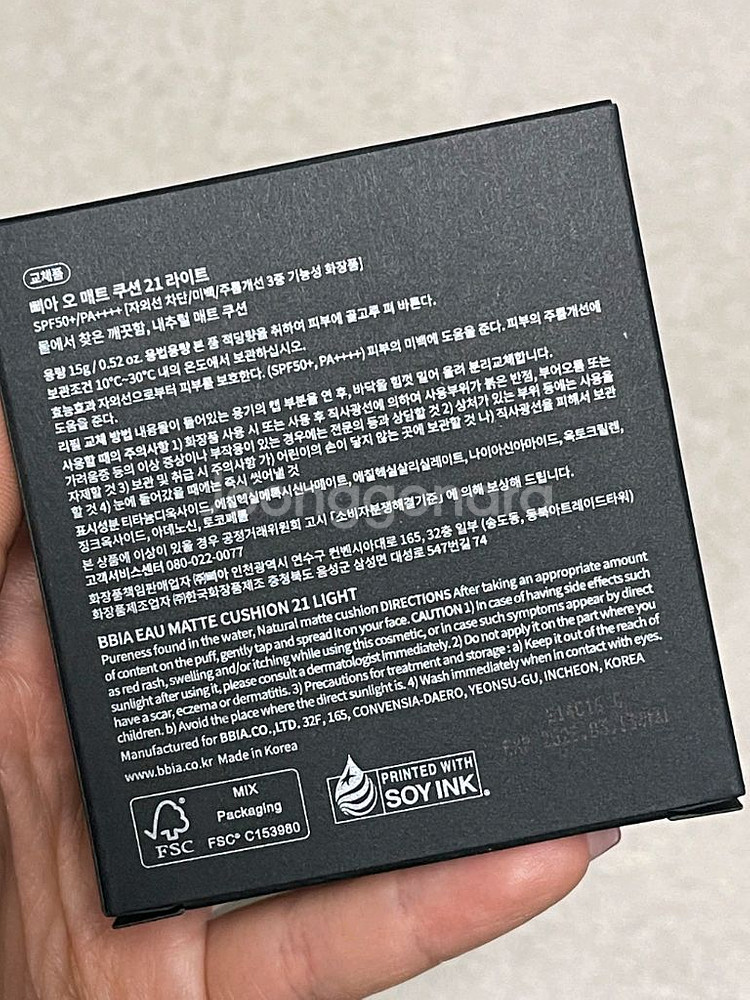 교체품
삐아 오 매트 쿠션 21 라이트
SPF50+/PA++++ [자외선 차단/미백/주름개선 3중 기능성 화장품]
물에서 찾은 깨끗함, 내추럴 매트 쿠션
용량 15g / 0.52 oz. 용법용량 본 품 적당량을 취하여 피부에 골고루 펴 바른다.
보관조건 10°C~30°C 내의 온도에서 보관하십시오.
효능효과 자외선으로부터 피부를 보호한다. (SPF50+, PA++++) 피부의 미백에 도움을 준다. 피부의 주름개선에
도움을 준다.
리필 교체 방법 내용물이 들어있는 용기의 캡 부분을 연 후, 바닥을 힘껏 밀어 올려 분리교체합니다.
사용할 때의 주의사항 1) 화장품 사용 시 또는 사용 후 직사광선에 의하여 사용부위가 붉은 반점, 부어오름 또는
가려움증 등의 이상 증상이나 부작용이 있는 경우에는 전문의 등과 상담할 것 2) 상처가 있는 부위 등에는 사용을
자제할 것 3) 보관 및 취급 시 주의사항 가) 어린이의 손이 닿지 않는 곳에 보관할 것 나) 직사광선을 피해서 보관
할 것 4) 눈에 들어갔을 때에는 즉시 씻어낼 것
표시성분 티타늄디옥사이드, 에칠헥실메톡시신나메이트, 에칠헥실살리실레이트, 나이아신아마이드, 옥토크릴렌,
징크옥사이드, 아데노신, 토코페롤
본 상품에 이상이 있을 경우 공정거래위원회 고시 「소비자분쟁해결기준」에 의해 보상해 드립니다.
고객서비스센터 080-022-0077
화장품책임판매업자 ㈜삐아 인천광역시 연수구 컨벤시아대로 165, 32층 일부 (송도동, 동북아트레이드타워)
화장품제조업자 ㈜한국화장품제조 충청북도 음성군 삼성면 대성로 547번길 74
BBIA EAU MATTE CUSHION 21 LIGHT
Pureness found in the water, Natural matte cushion DIRECTIONS After taking an appropriate amount
of content on the puff, gently tap and spread it on your face. CAUTION 1) In case of having side effects such
as red rash, swelling and/or itching while using this cosmetic, or in case such symptoms appear by direct
sunlight after using it, please consult a dermatologist immediately. 2) Do not apply it on the part where you
have a scar, eczema or dermatitis. 3) Precautions for treatment and storage : a) Keep it out of the reach of
children. b) Avoid the place where the direct sunlight is. 4) Wash immediately when in contact with eyes.
Manufactured for BBIA.CO.,LTD. 32F, 165, CONVENSIA-DAERO, YEONSU-GU, INCHEON, KOREA
www.bbia.co.kr Made in Korea
FSC
MIX
Packaging
FSC® C153980
PRINTED WITH
SOY INK
Joonggonara
EXP